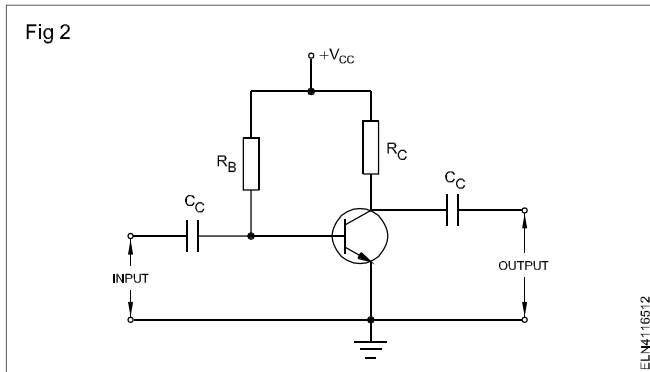 Fig 2
+VCC
RB
RC
CC
CC
INPUT
OUTPUT
ELN4116512